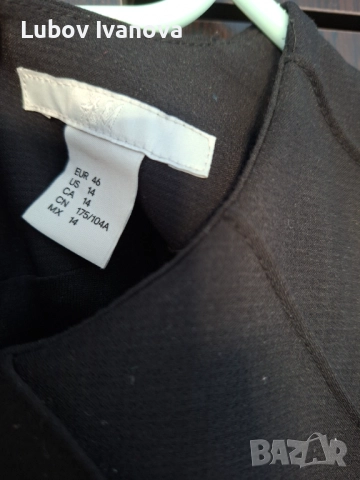 Lubov Ivanova
EUR 46
US 14
CA 14
CN 175/104A
MX 14
BAZAR